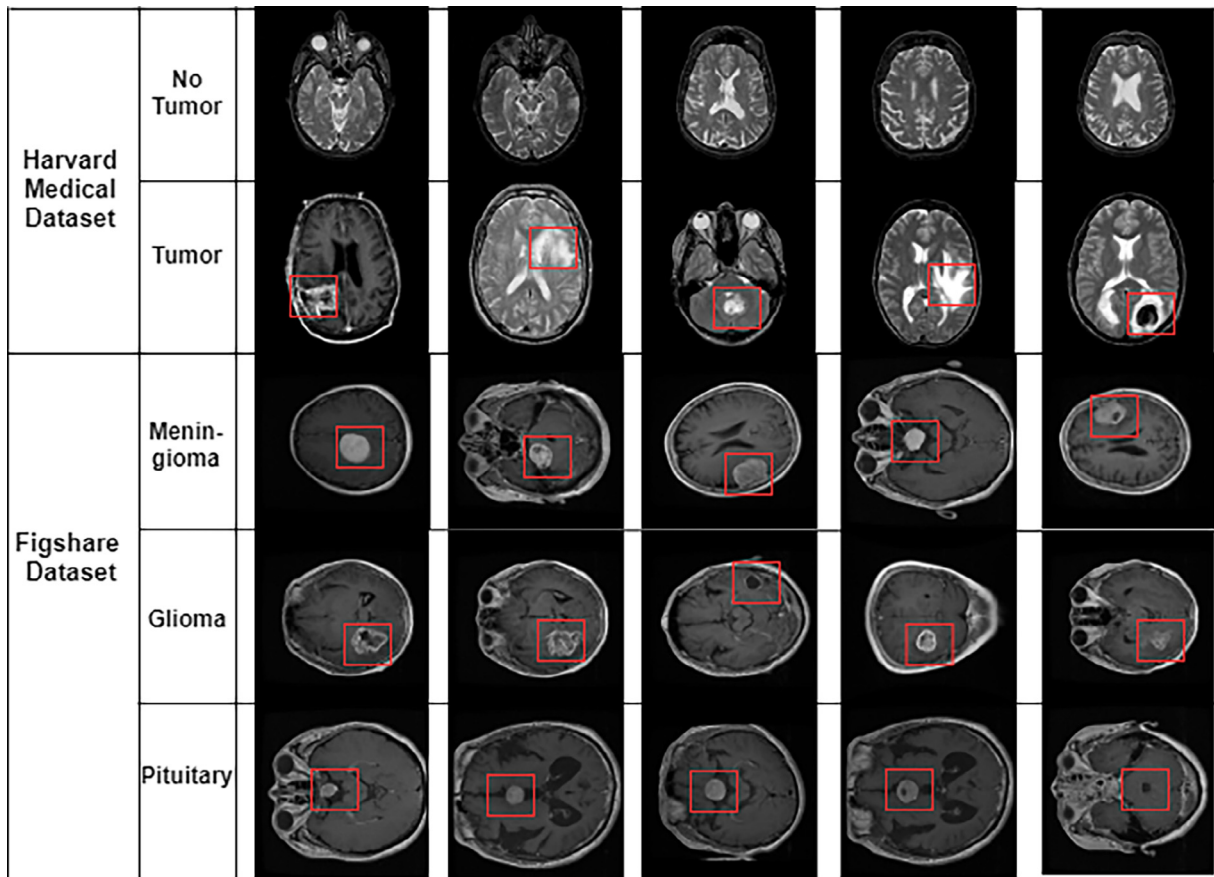 Harvard
Medical
Dataset
No
Tumor
Tumor
Figshare
Dataset
Menin-
gioma
Glioma
Pituitary